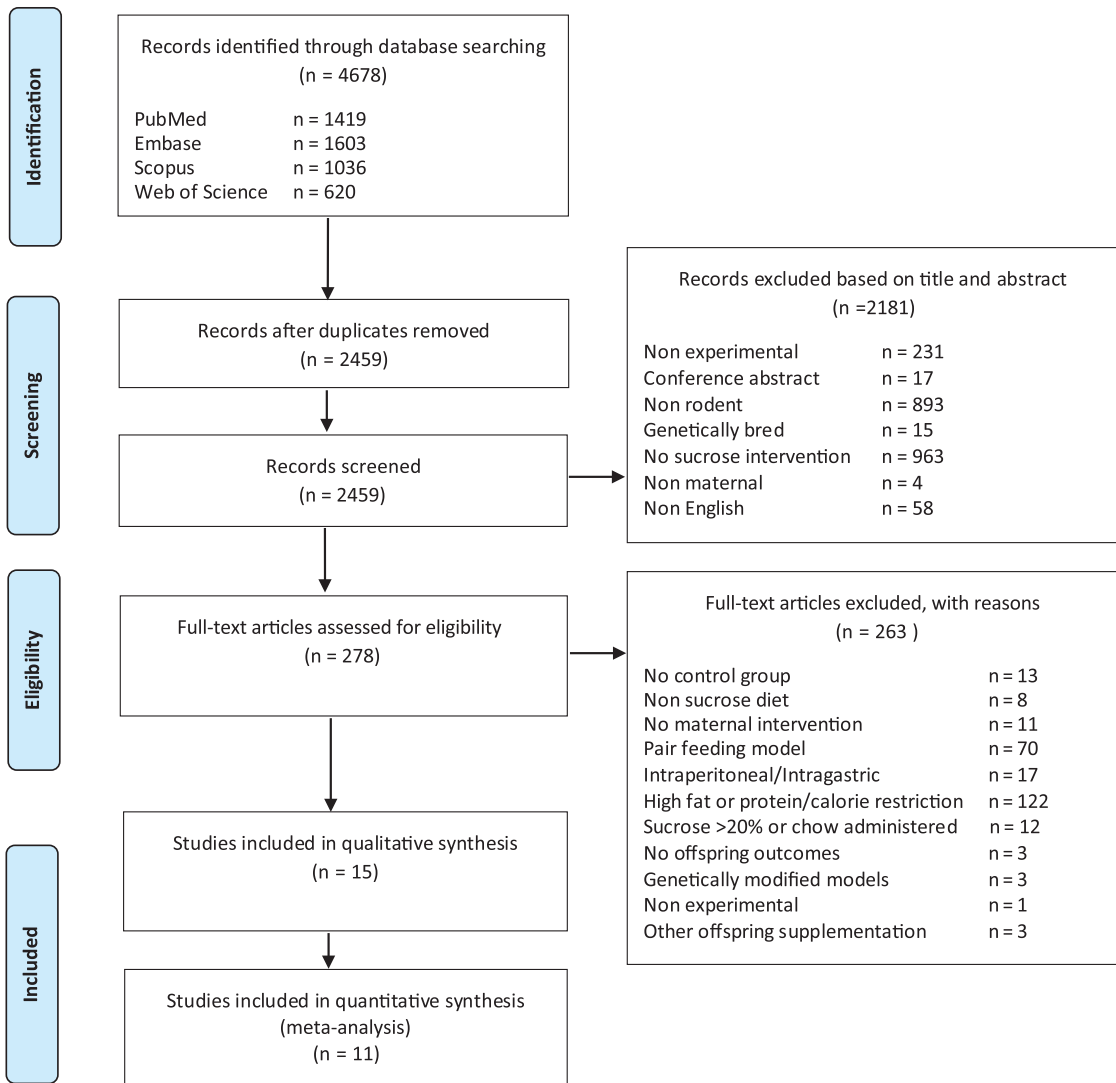 Identification
Records identified through database searching
(n = 4678)
PubMed n = 1419
Embase n = 1603
Scopus n = 1036
Web of Science n = 620
Screening
Records after duplicates removed
(n = 2459)
Records screened
(n = 2459)
Records excluded based on title and abstract
(n =2181)
Non experimental n = 231
Conference abstract n = 17
Non rodent n = 893
Genetically bred n = 15
No sucrose intervention n = 963
Non maternal n = 4
Non English n = 58
Eligibility
Full-text articles assessed for eligibility
(n = 278)
Full-text articles excluded, with reasons
(n = 263 )
No control group n = 13
Non sucrose diet n = 8
No maternal intervention n = 11
Pair feeding model n = 70
Intraperitoneal/Intragastric n = 17
High fat or protein/calorie restriction n = 122
Sucrose >20% or chow administered n = 12
No offspring outcomes n = 3
Genetically modified models n = 3
Non experimental n = 1
Other offspring supplementation n = 3
Included
Studies included in qualitative synthesis
(n = 15)
Studies included in quantitative synthesis
(meta-analysis)
(n = 11)